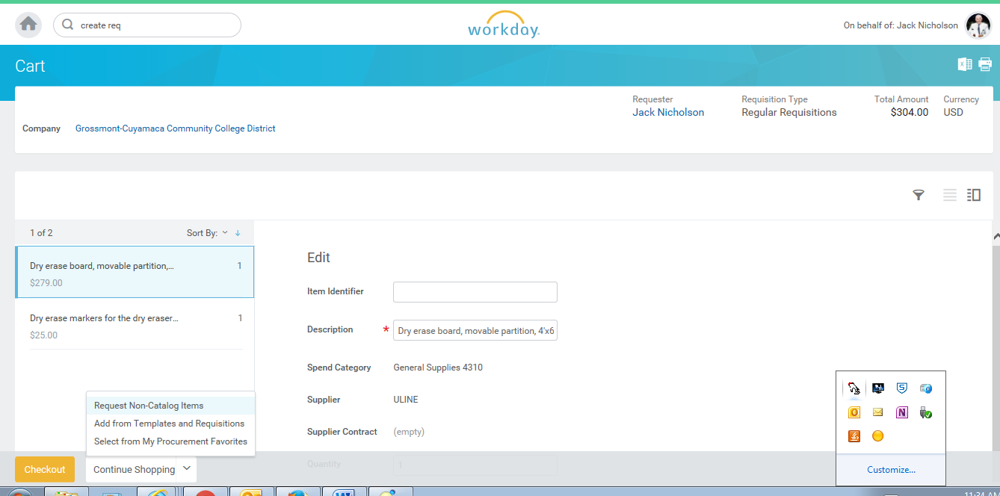 create req
workday.
On behalf of: Jack Nicholson
Cart
Requester
Jack Nicholson
Requisition Type
Regular Requisitions
Total Amount
$304.00
Currency
USD
Company Grossmont-Cuyamaca Community College District
1 of 2
Sort By:
Dry erase board, movable partition,... 1
$279.00
Dry erase markers for the dry eraser... 1
$25.00
Edit
Item Identifier
Description * Dry erase board, movable partition, 4'x6
Spend Category General Supplies 4310
Supplier ULINE
Supplier Contract (empty)
Quantity 1
Request Non-Catalog Items
Add from Templates and Requisitions
Select from My Procurement Favorites
Checkout
Continue Shopping
Customize...